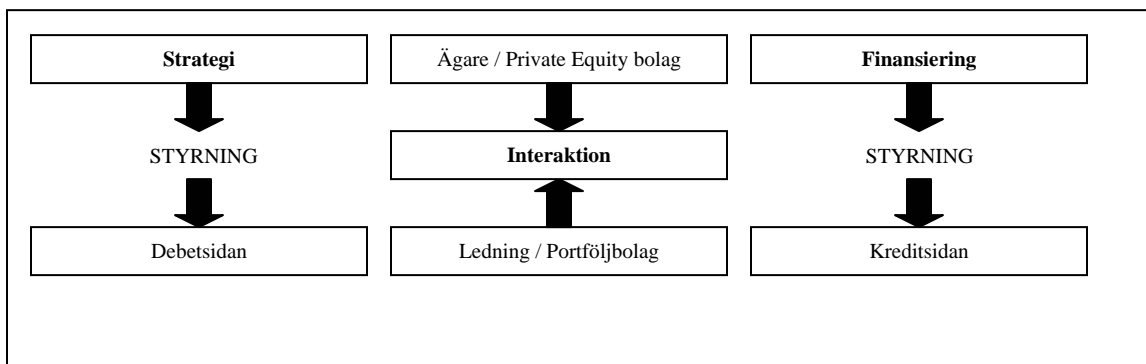 Strategi
Ägare / Private Equity bolag
Finansiering
STYRNING
Interaktion
STYRNING
Debetsidan
Ledning / Portföljbolag
Kreditsidan